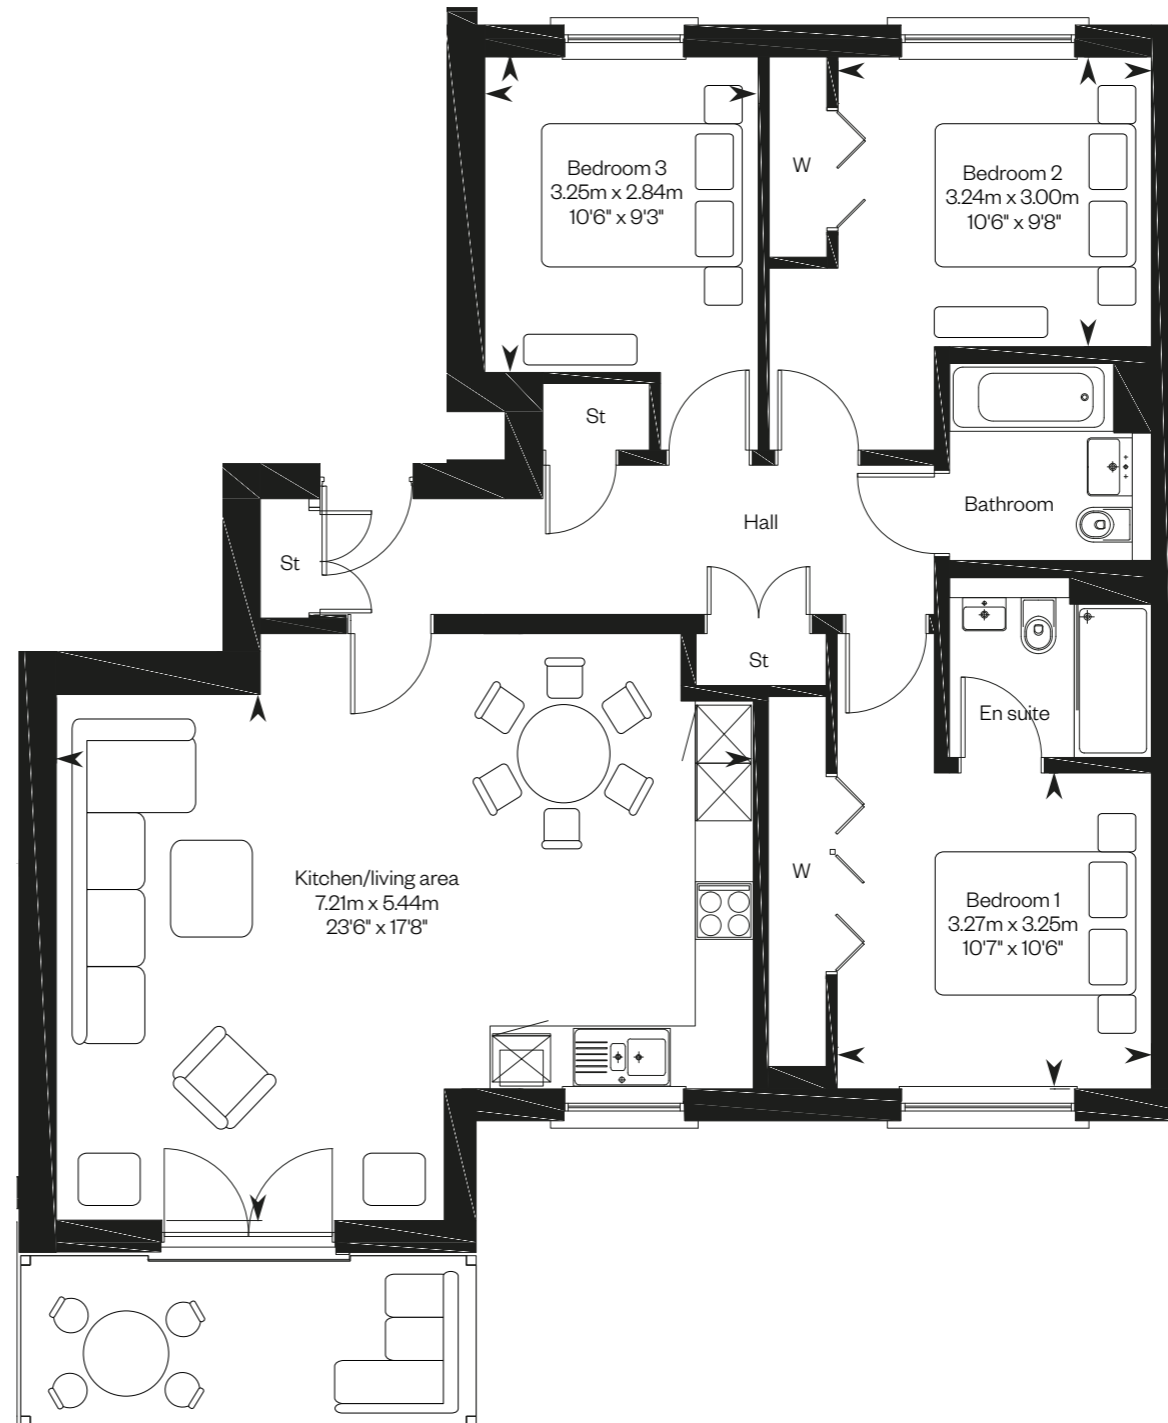 Bedroom 3
3.25m x 2.84m
10'6" x 9'3"
W
Bedroom 2
3.24m x 3.00m
10'6" x 9'8"
St
Bathroom
Hall
St
St
En suite
Kitchen/living area
7.21m x 5.44m
23'6" x 17'8"
W
Bedroom 1
3.27m x 3.25m
10'7" x 10'6"